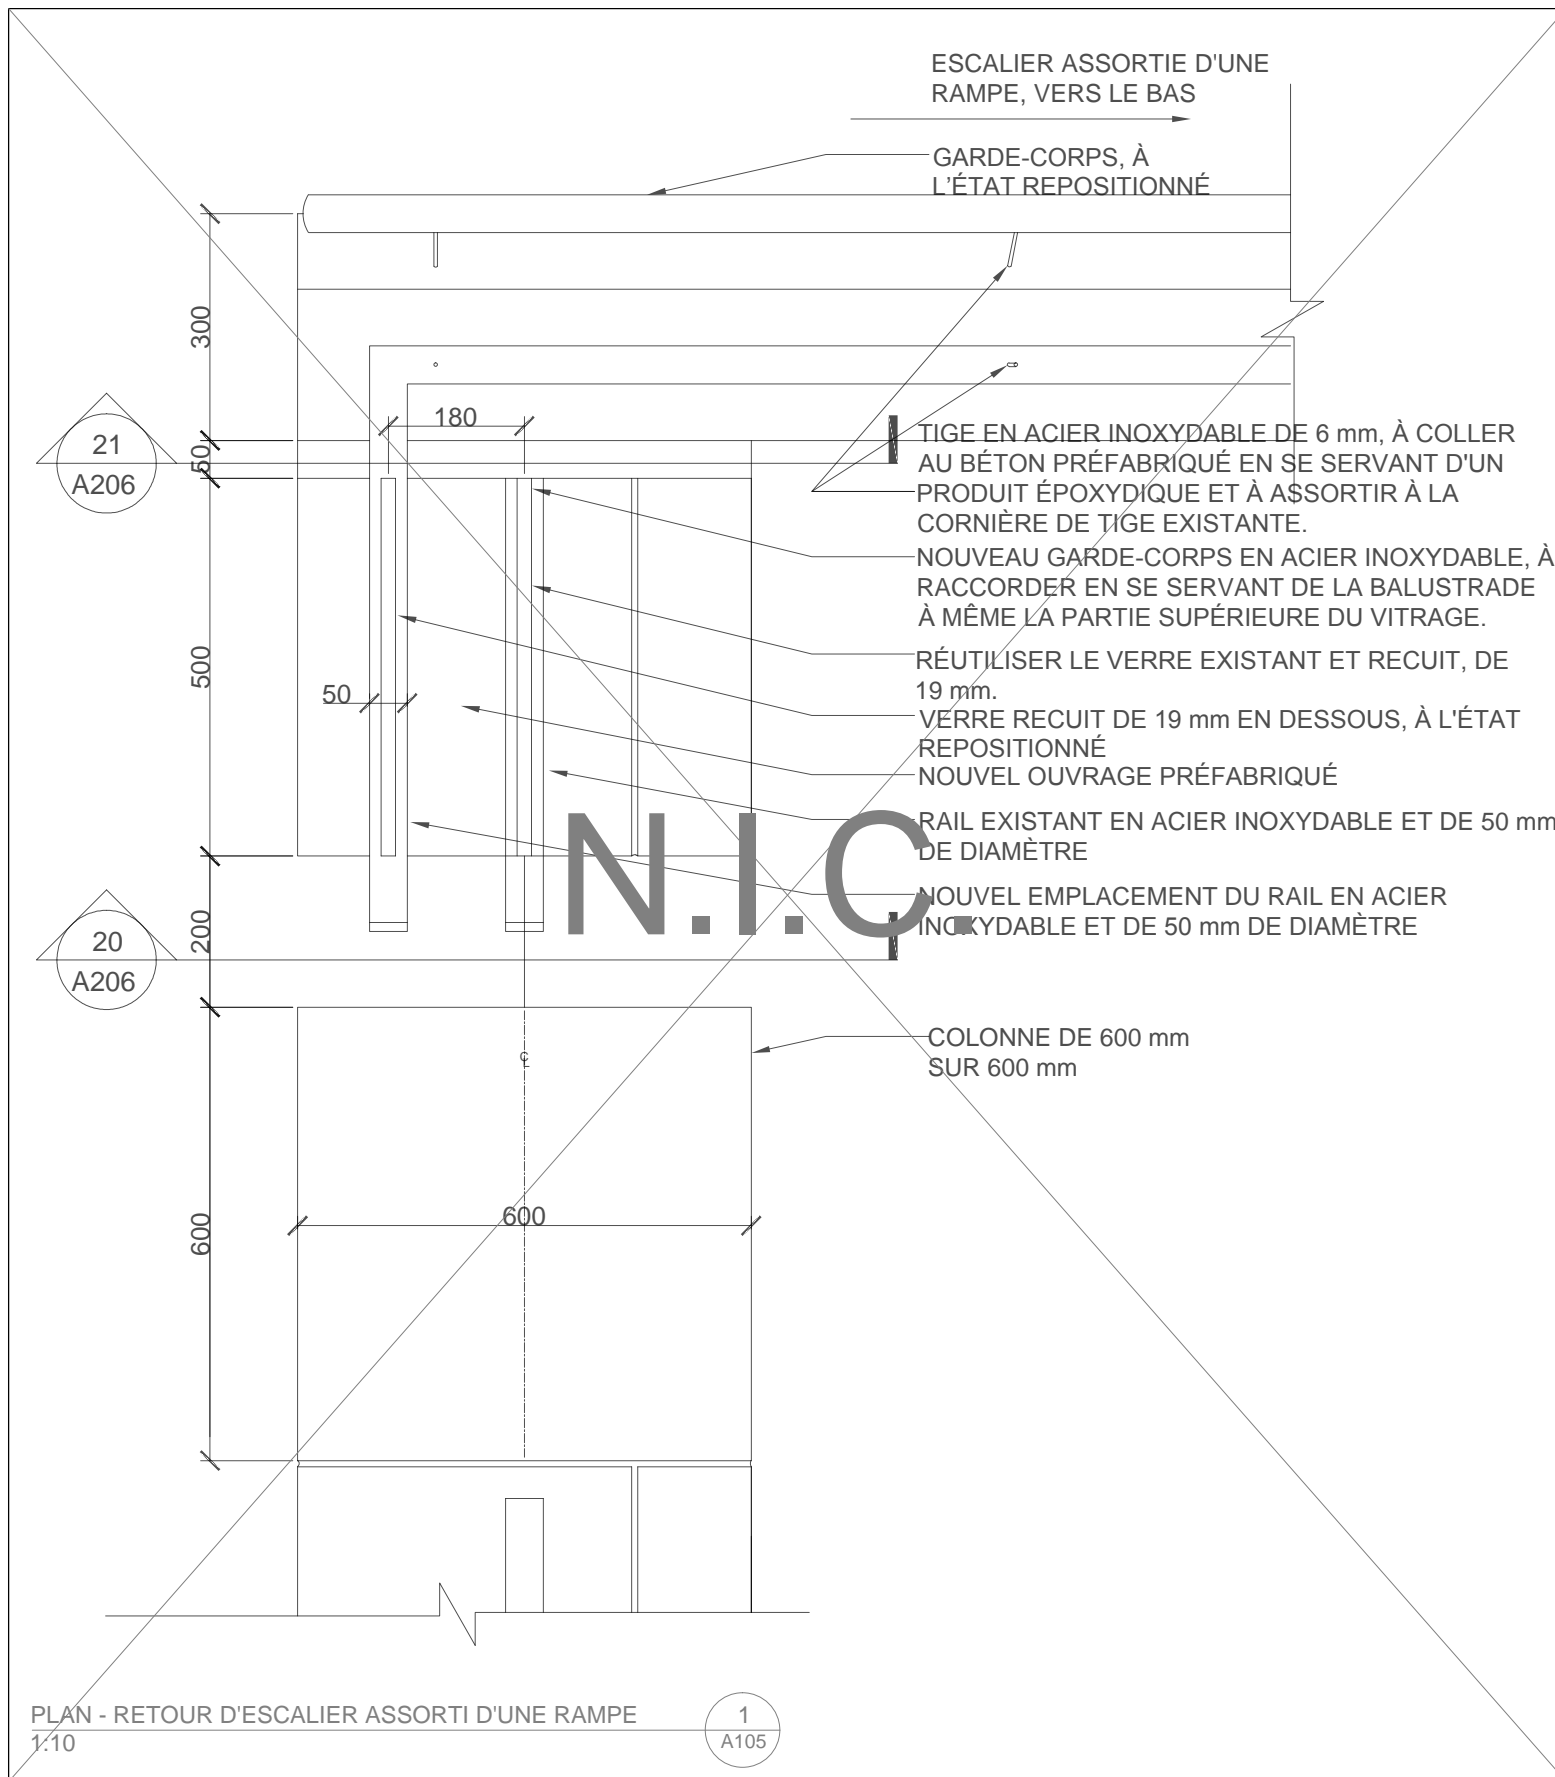 ESCALIER ASSORTIE D'UNE
RAMPE, VERS LE BAS
GARDE-CORPS, À
L'ÉTAT REPOSITIONNÉ
300
180
21
A206
50
TIGE EN ACIER INOXYDABLE DE 6 mm, À COLLER
AU BÉTON PRÉFABRIQUÉ EN SE SERVANT D'UN
PRODUIT ÉPOXYDIQUE ET À ASSORTIR À LA
CORNIÈRE DE TIGE EXISTANTE.
NOUVEAU GARDE-CORPS EN ACIER INOXYDABLE, À
RACCORDER EN SE SERVANT DE LA BALUSTRADE
À MÊME LA PARTIE SUPÉRIEURE DU VITRAGE.
500
50
RÉUTILISER LE VERRE EXISTANT ET RECUIT, DE
19 mm.
VERRE RECUIT DE 19 mm EN DESSOUS, À L'ÉTAT
REPOSITIONNÉ
NOUVEL OUVRAGE PRÉFABRIQUÉ
RAIL EXISTANT EN ACIER INOXYDABLE ET DE 50 mm
DE DIAMÈTRE
N.I.C.
NOUVEL EMPLACEMENT DU RAIL EN ACIER
INOXYDABLE ET DE 50 mm DE DIAMÈTRE
200
20
A206
COLONNE DE 600 mm
SUR 600 mm
℄
600
600
PLAN - RETOUR D'ESCALIER ASSORTI D'UNE RAMPE
1:10
1
A105